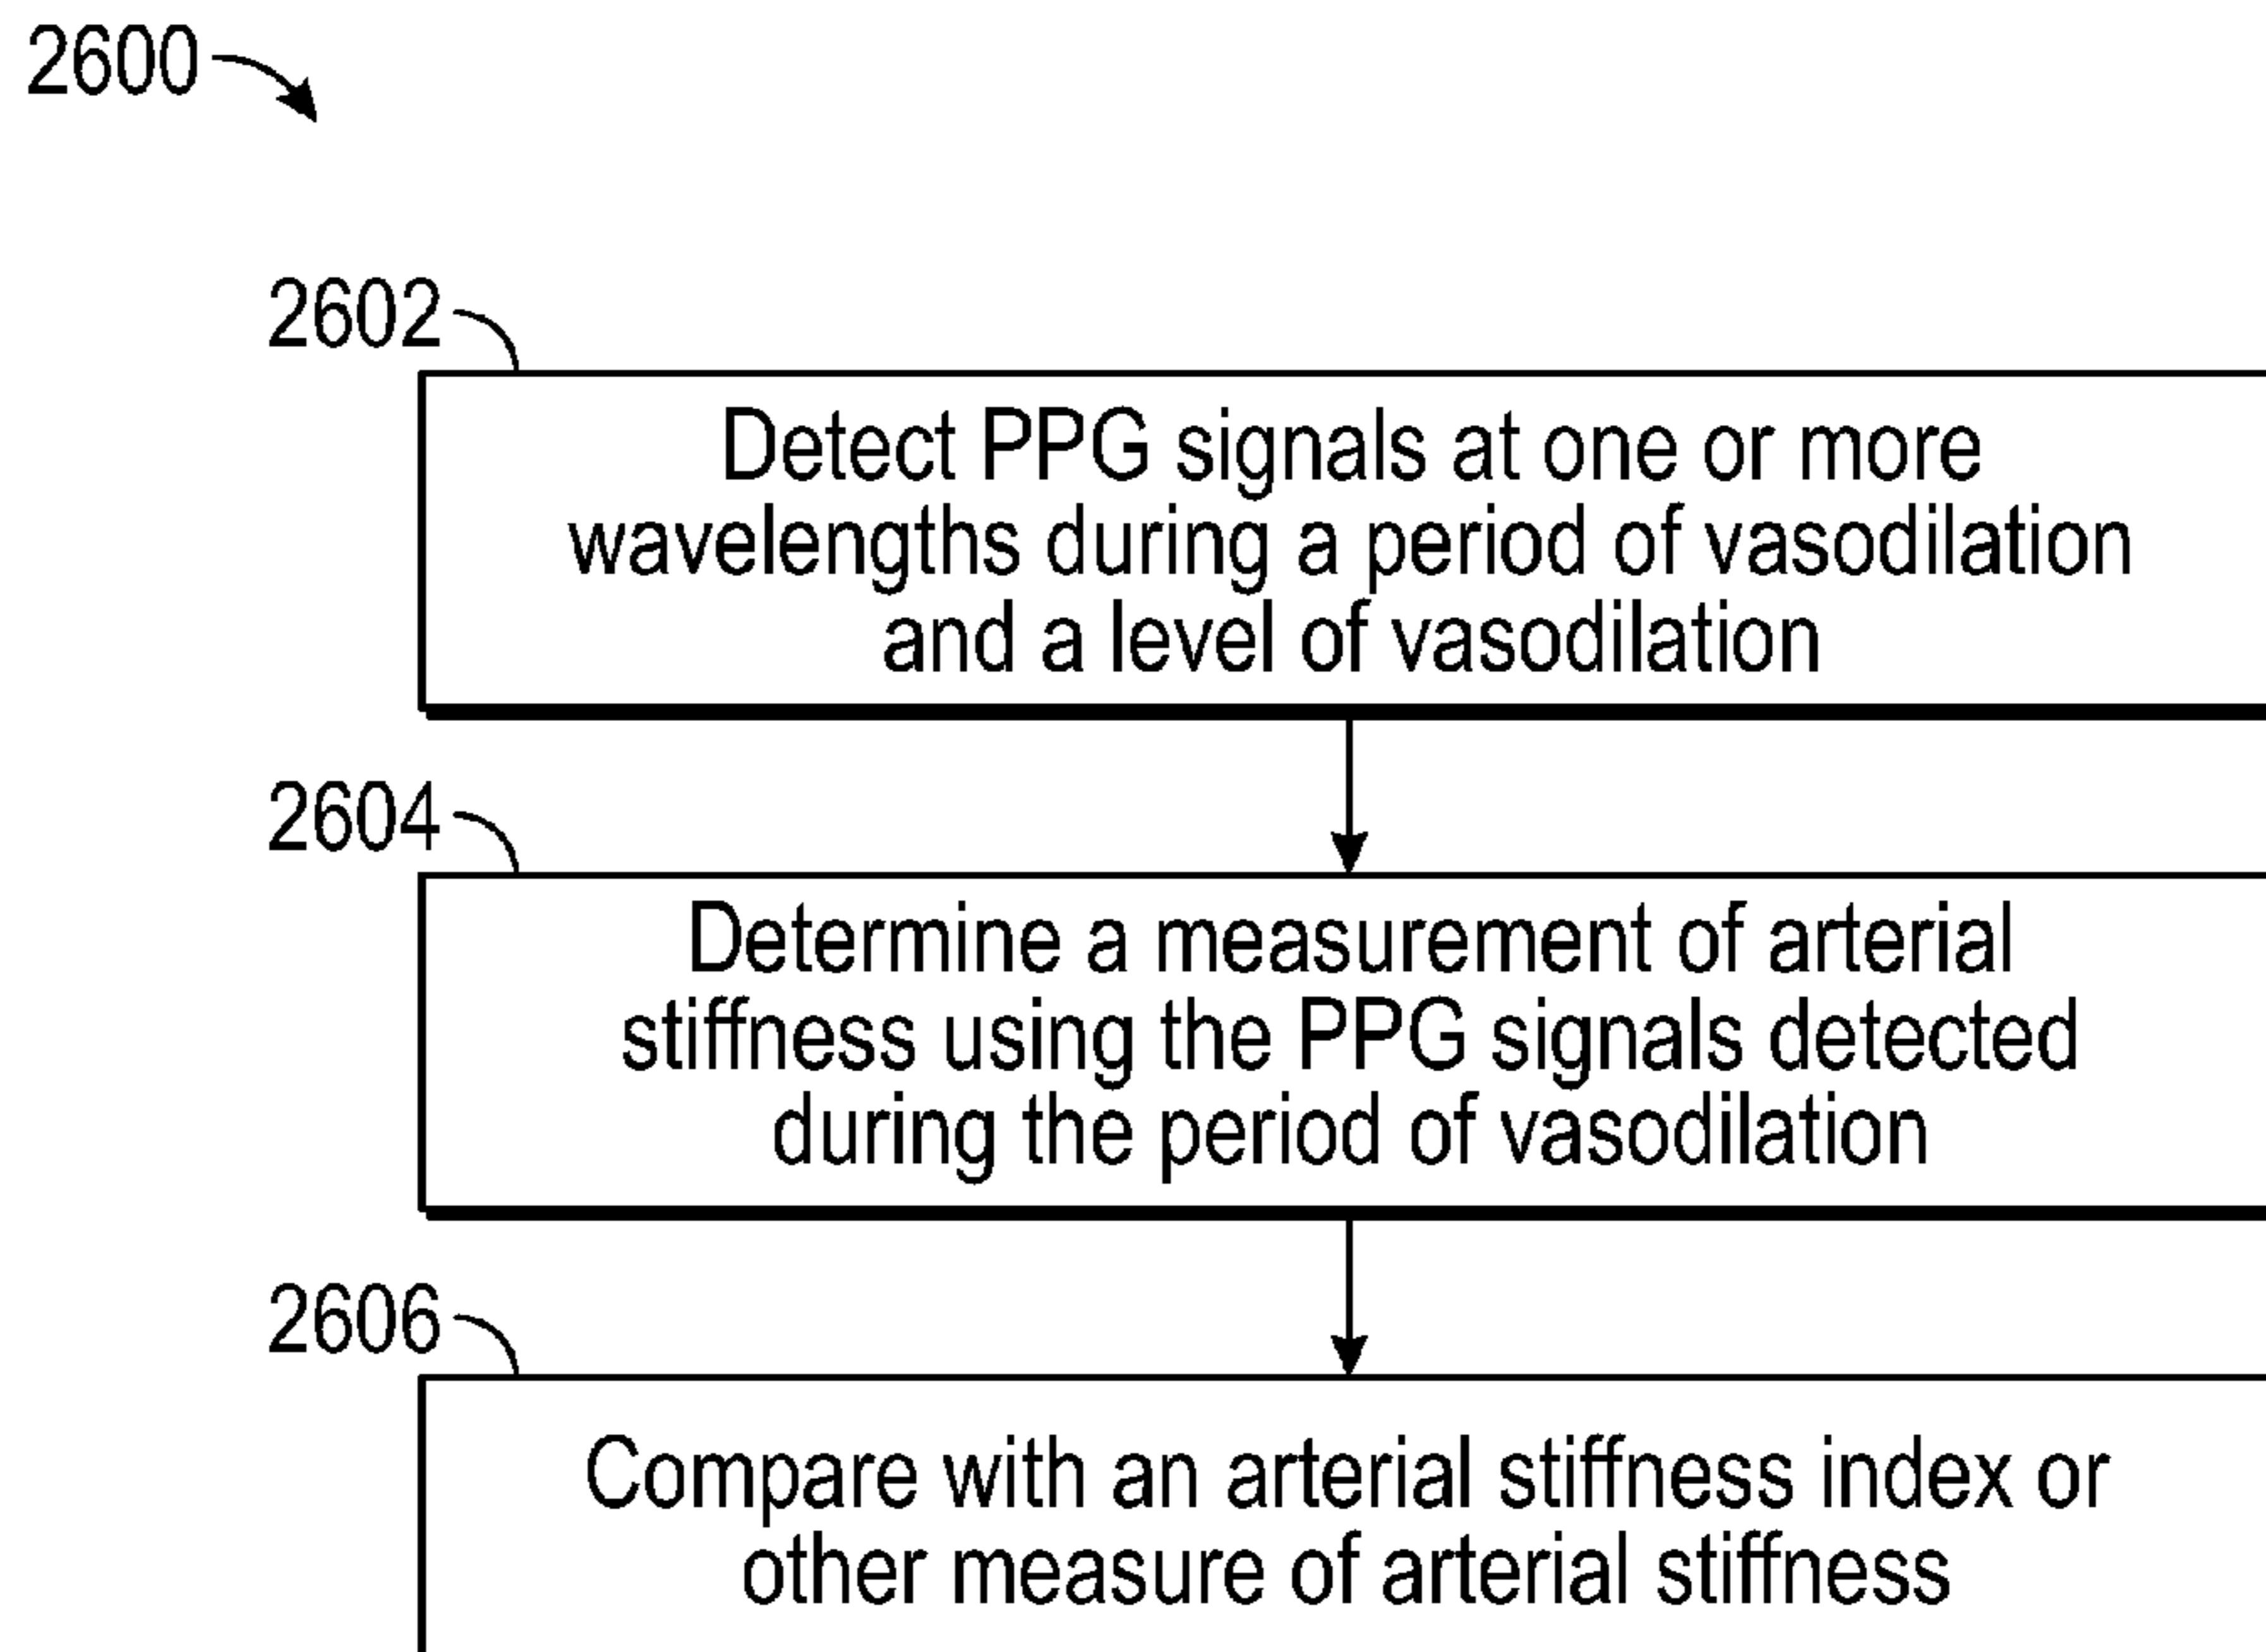 2600
2602
Detect PPG signals at one or more
wavelengths during a period of vasodilation
and a level of vasodilation
2604
Determine a measurement of arterial
stiffness using the PPG signals detected
during the period of vasodilation
2606
Compare with an arterial stiffness index or
other measure of arterial stiffness